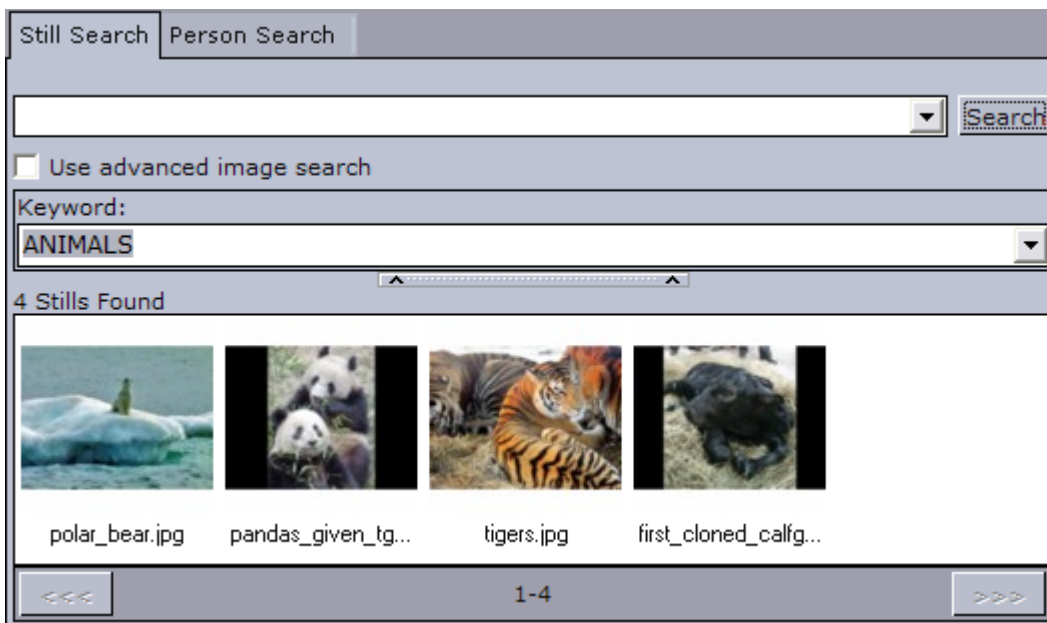 Still Search Person Search
Search
Use advanced image search
Keyword:
ANIMALS
4 Stills Found
polar_bear.jpg pandas_given_tg... tigers.jpg first_cloned_calfg...
<<< 1-4 >>>